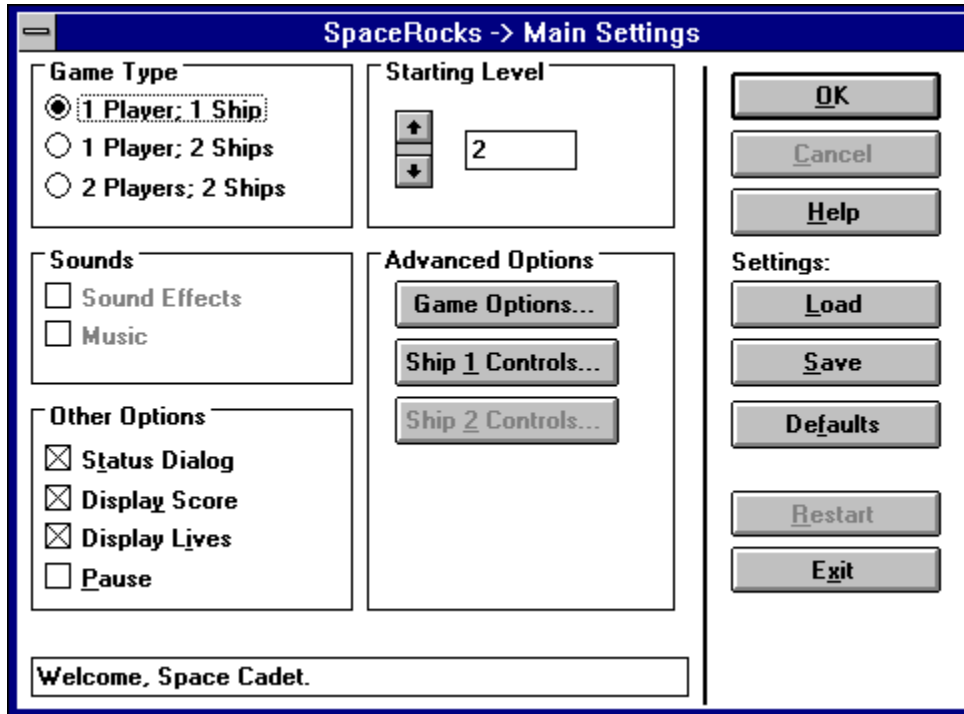 SpaceRocks -> Main Settings
Game Type
1 Player; 1 Ship
1 Player; 2 Ships
2 Players; 2 Ships
Starting Level
2
Sounds
Sound Effects
Music
Advanced Options
Game Options...
Ship 1 Controls...
Ship 2 Controls...
Other Options
Status Dialog
Display Score
Display Lives
Pause
OK
Cancel
Help
Settings:
Load
Save
Defaults
Restart
Exit
Welcome, Space Cadet.